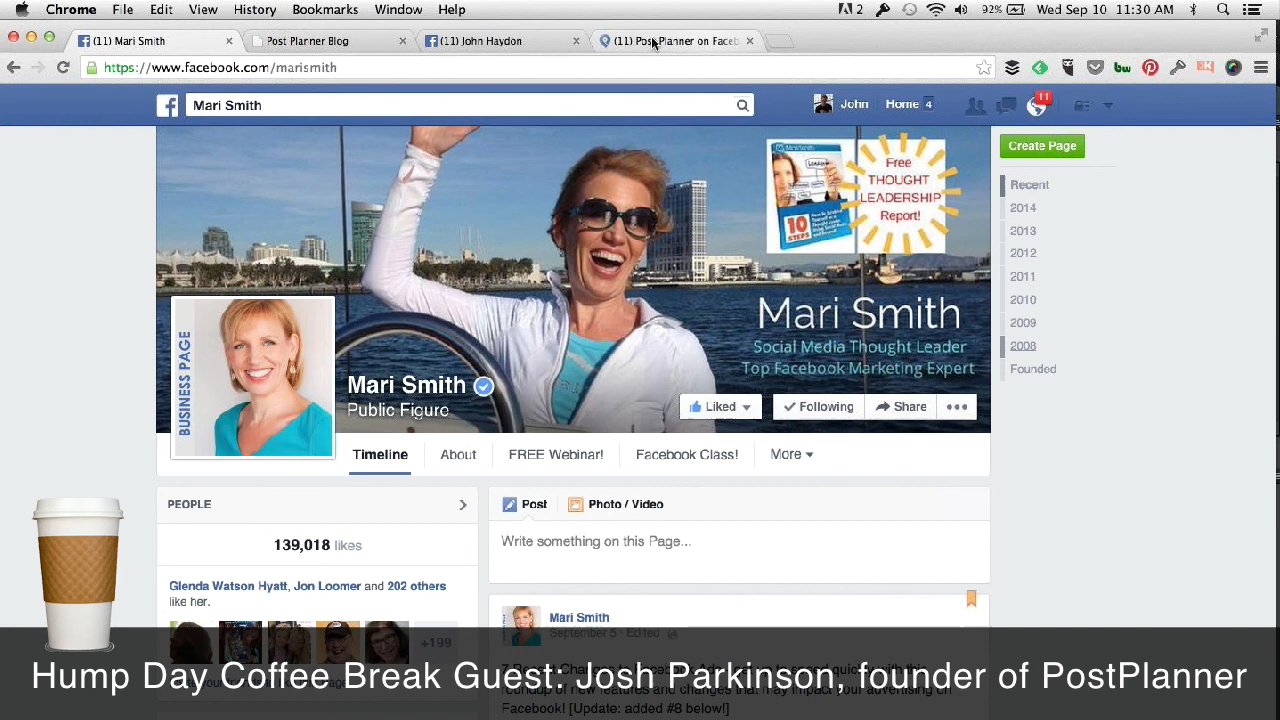 Chrome File Edit View History Bookmarks Window Help 2 92% Wed Sep 10 11:30 AM
(11) Mari Smith
Post Planner Blog
(11) John Haydon
(11) Post Planner on Faceb
https://www.facebook.com/marismith
Mari Smith
John
Home 4
11
Create Page
Recent
2014
2013
2012
2011
2010
2009
2008
Founded
Free
THOUGHT
LEADERSHIP
Report!
10
STEPS
Mari Smith
Social Media Thought Leader
Top Facebook Marketing Expert
BUSINESS PAGE
Mari Smith
Public Figure
Liked
Following
Share
Timeline
About
FREE Webinar!
Facebook Class!
More
PEOPLE
139,018 likes
Glenda Watson Hyatt, Jon Loomer and 202 others
like her.
+199
Post
Photo / Video
Write something on this Page...
Mari Smith
September 5 · Edited
Facebook! [Update: added #8 below!]
Hump Day Coffee Break Guest: Josh Parkinson, founder of PostPlanner